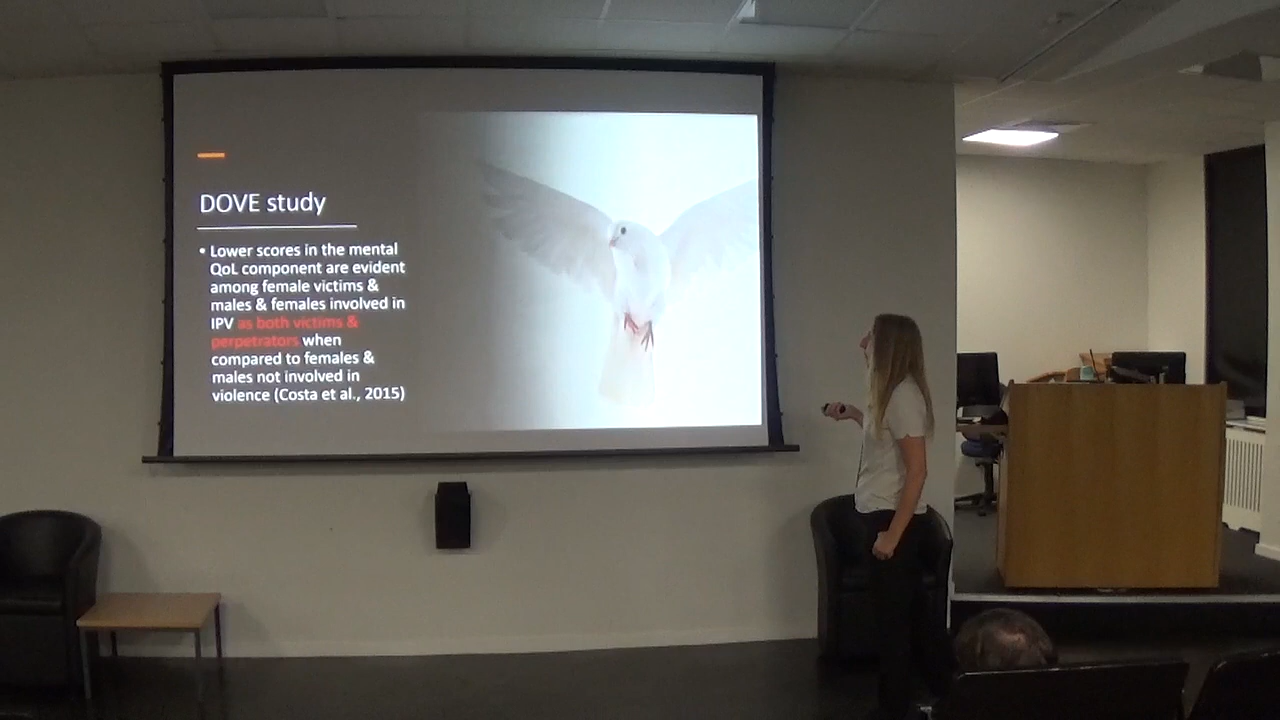 DOVE study
• Lower scores in the mental
QoL component are evident
among female victims &
males & females involved in
IPV as both victims &
perpetrators when
compared to females &
males not involved in
violence (Costa et al., 2015)